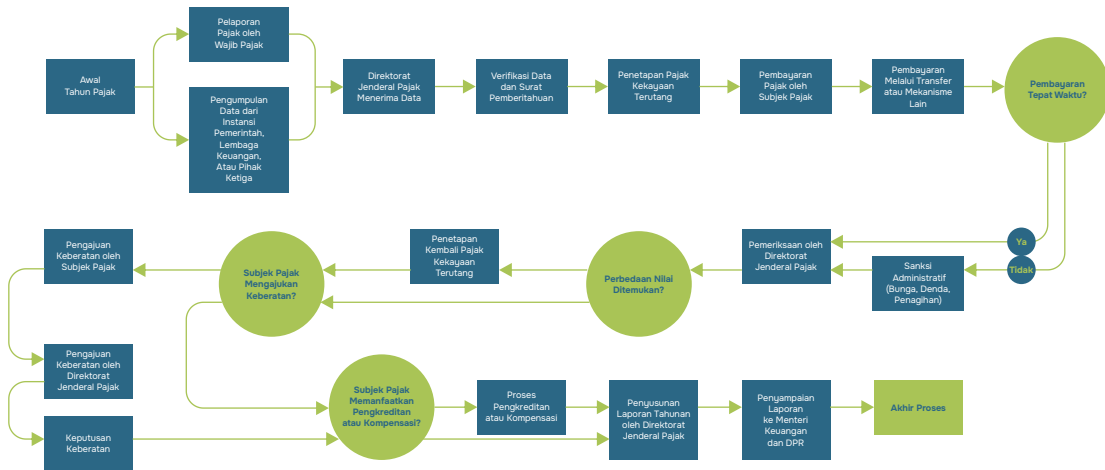 Awal
Tahun Pajak
Pelaporan
Pajak oleh
Wajib Pajak
Pengumpulan
Data dari
Instansi
Pemerintah,
Lembaga
Keuangan,
Atau Pihak
Ketiga
Direktorat
Jenderal Pajak
Menerima Data
Verifikasi Data
dan Surat
Pemberitahuan
Penetapan Pajak
Kekayaan
Terutang
Pembayaran
Pajak oleh
Subjek Pajak
Pembayaran
Melalui Transfer
atau Mekanisme
Lain
Pembayaran
Tepat Waktu?
Ya
Tidak
Sanksi
Administratif
(Bunga, Denda,
Penagihan)
Pemeriksaan oleh
Direktorat
Jenderal Pajak
Perbedaan Nilai
Ditemukan?
Penetapan
Kembali Pajak
Kekayaan
Terutang
Subjek Pajak
Mengajukan
Keberatan?
Pengajuan
Keberatan oleh
Subjek Pajak
Pengajuan
Keberatan oleh
Direktorat
Jenderal Pajak
Keputusan
Keberatan
Subjek Pajak
Memanfaatkan
Pengkreditan
atau Kompensasi?
Proses
Pengkreditan
atau Kompensasi
Penyusunan
Laporan Tahunan
oleh Direktorat
Jenderal Pajak
Penyampaian
Laporan
ke Menteri
Keuangan
dan DPR
Akhir Proses